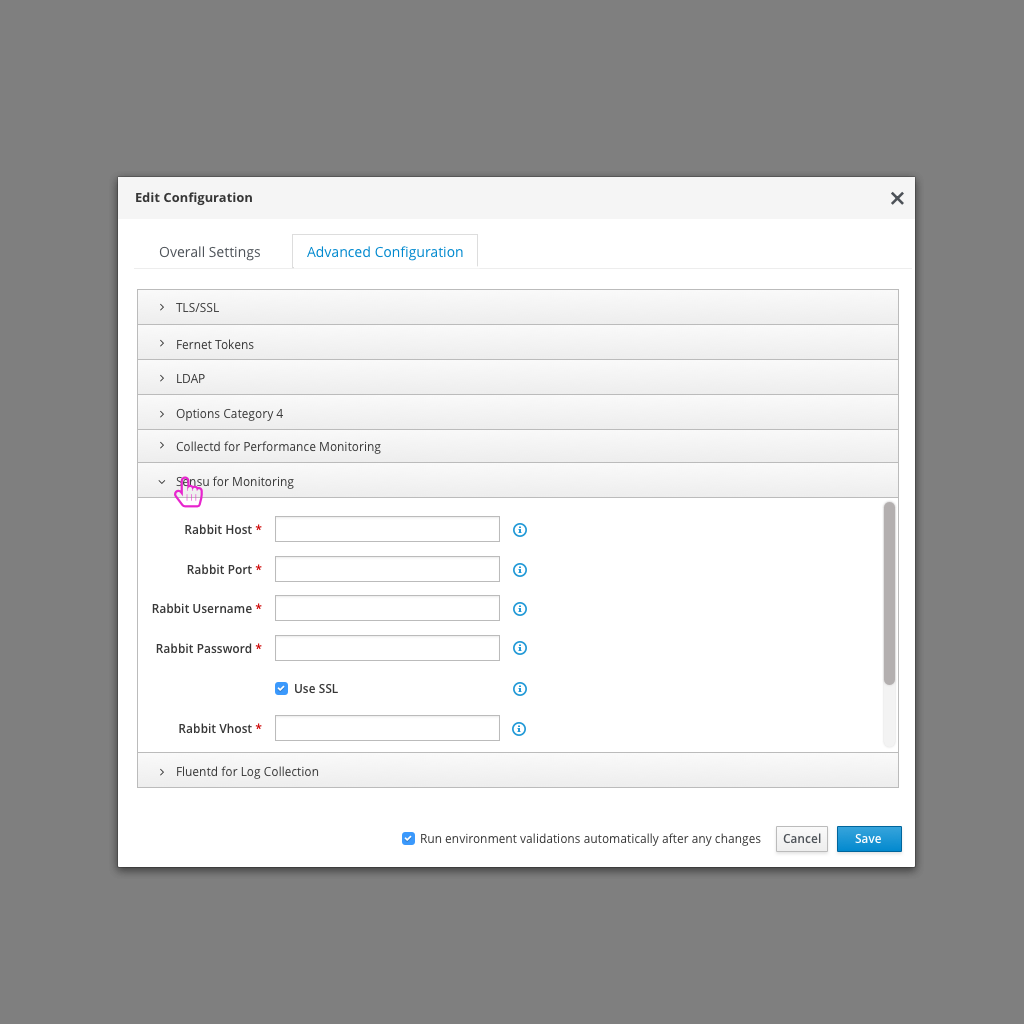 Edit Configuration
Overall Settings
Advanced Configuration
TLS/SSL
Fernet Tokens
LDAP
Options Category 4
Collectd for Performance Monitoring
Sensu for Monitoring
Rabbit Host *
Rabbit Port *
Rabbit Username *
Rabbit Password *
Use SSL
Rabbit Vhost *
Fluentd for Log Collection
Run environment validations automatically after any changes
Cancel
Save